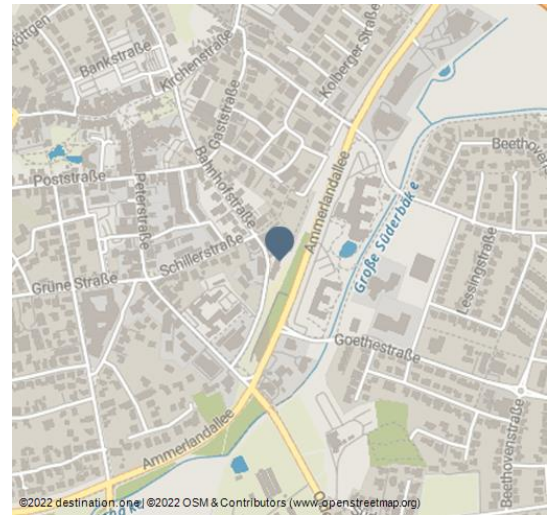 Bankstraße
Kirchenstraße
Kolberger Straße
Gaststraße
Ammerlandallee
Poststraße
Peterstraße
Bahnhofstraße
Große Süderbäke
Lessingstraße
Schillerstraße
Grüne Straße
Goethestraße
Ammerlandallee
Beethovenstraße
©2022 destination.one | ©2022 OSM & Contributors (www.openstreetmap.org)